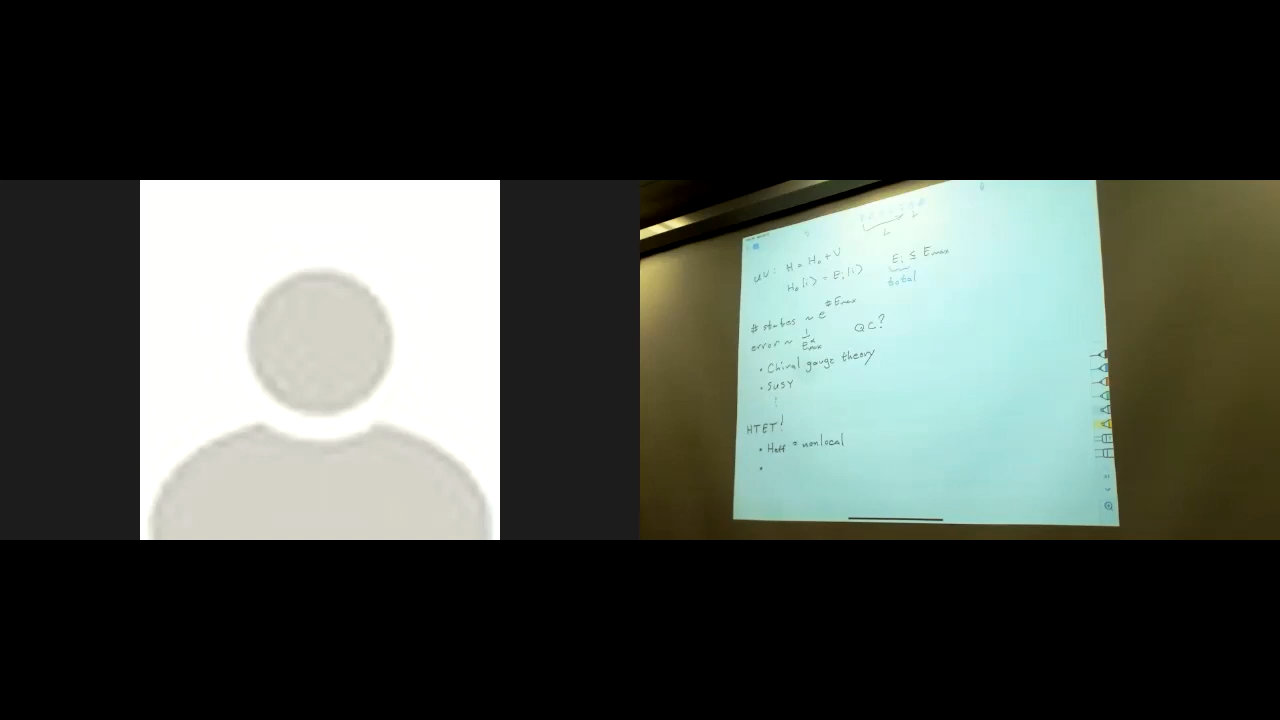 UV: H = H₀ + V
H₀|i> = Eᵢ|i> Eᵢ ≤ Emax
total
# states ~ e^#Emax
error ~ 1/Emax^α QC?
• Chiral gauge theory
• SUSY
⋮
HTET!
• Heff = nonlocal
•